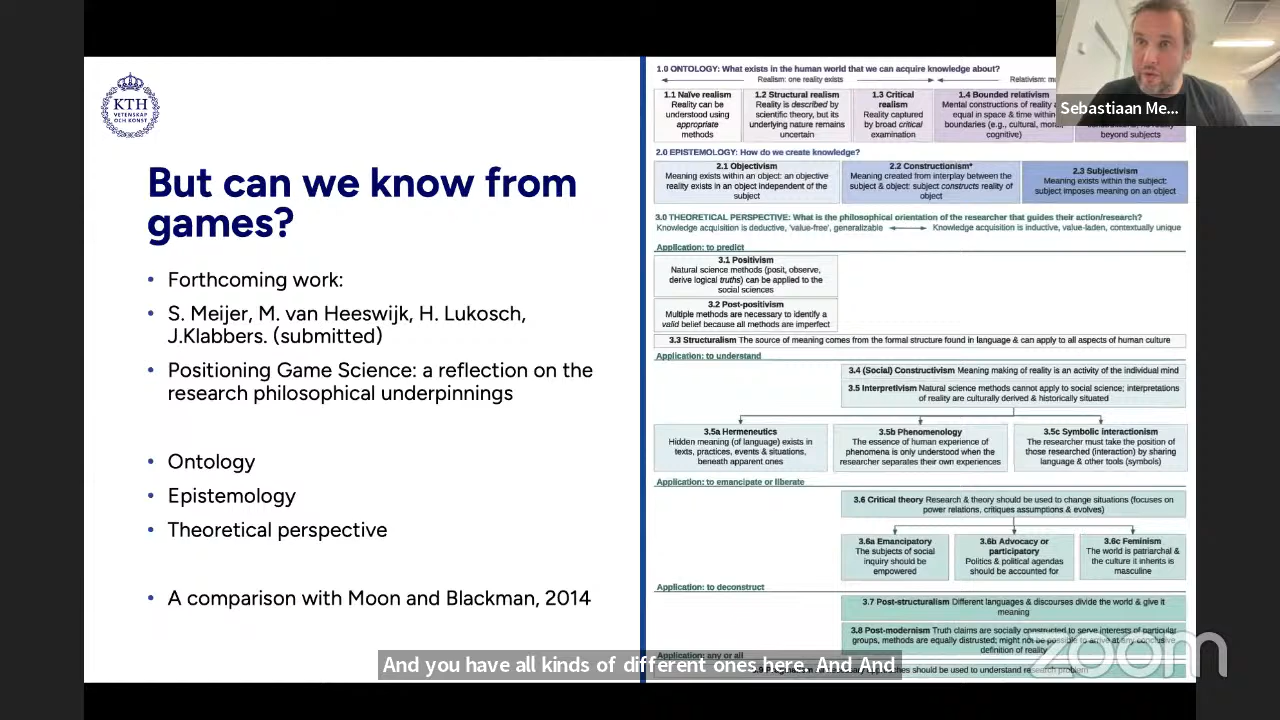 KTH
VETENSKAP
OCH KONST
But can we know from
games?
• Forthcoming work:
• S. Meijer, M. van Heeswijk, H. Lukosch,
J.Klabbers. (submitted)
• Positioning Game Science: a reflection on the
research philosophical underpinnings
• Ontology
• Epistemology
• Theoretical perspective
• A comparison with Moon and Blackman, 2014
1.0 ONTOLOGY: What exists in the human world that we can acquire knowledge about?
Realism: one reality exists
Relativism:
1.1 Naïve realism
Reality can be
understood using
appropriate
methods
1.2 Structural realism
Reality is described by
scientific theory, but its
underlying nature remains
uncertain
1.3 Critical
realism
Reality captured
by broad critical
examination
1.4 Bounded relativism
Mental constructions of reality
equal in space & time within
boundaries (e.g., cultural, moral,
cognitive)
beyond subjects
Sebastiaan Me...
2.0 EPISTEMOLOGY: How do we create knowledge?
2.1 Objectivism
Meaning exists within an object: an objective
reality exists in an object independent of the
subject
2.2 Constructionism*
Meaning created from interplay between the
subject & object: subject constructs reality of
object
2.3 Subjectivism
Meaning exists within the subject:
subject imposes meaning on an object
3.0 THEORETICAL PERSPECTIVE: What is the philosophical orientation of the researcher that guides their action/research?
Knowledge acquisition is deductive, 'value-free', generalizable
Knowledge acquisition is inductive, value-laden, contextually unique
Application: to predict
3.1 Positivism
Natural science methods (posit, observe,
derive logical truths) can be applied to the
social sciences
3.2 Post-positivism
Multiple methods are necessary to identify a
valid belief because all methods are imperfect
3.3 Structuralism The source of meaning comes from the formal structure found in language & can apply to all aspects of human culture
Application: to understand
3.4 (Social) Constructivism Meaning making of reality is an activity of the individual mind
3.5 Interpretivism Natural science methods cannot apply to social science; interpretations
of reality are culturally derived & historically situated
3.5a Hermeneutics
Hidden meaning (of language) exists in
texts, practices, events & situations,
beneath apparent ones
3.5b Phenomenology
The essence of human experience of
phenomena is only understood when the
researcher separates their own experiences
3.5c Symbolic interactionism
The researcher must take the position of
those researched (interaction) by sharing
language & other tools (symbols)
Application: to emancipate or liberate
3.6 Critical theory Research & theory should be used to change situations (focuses on
power relations, critiques assumptions & evolves)
3.6a Emancipatory
The subjects of social
inquiry should be
empowered
3.6b Advocacy or
participatory
Politics & political agendas
should be accounted for
3.6c Feminism
The world is patriarchal &
the culture it inherits is
masculine
Application: to deconstruct
3.7 Post-structuralism Different languages & discourses divide the world & give it
meaning
3.8 Post-modernism Truth claims are socially constructed to serve interests of particular
groups, methods are equally distrusted; might not be possible to arrive at any conclusive
definition of reality
Application: any or all
should be used to understand research problem
And you have all kinds of different ones here. And And
zoom